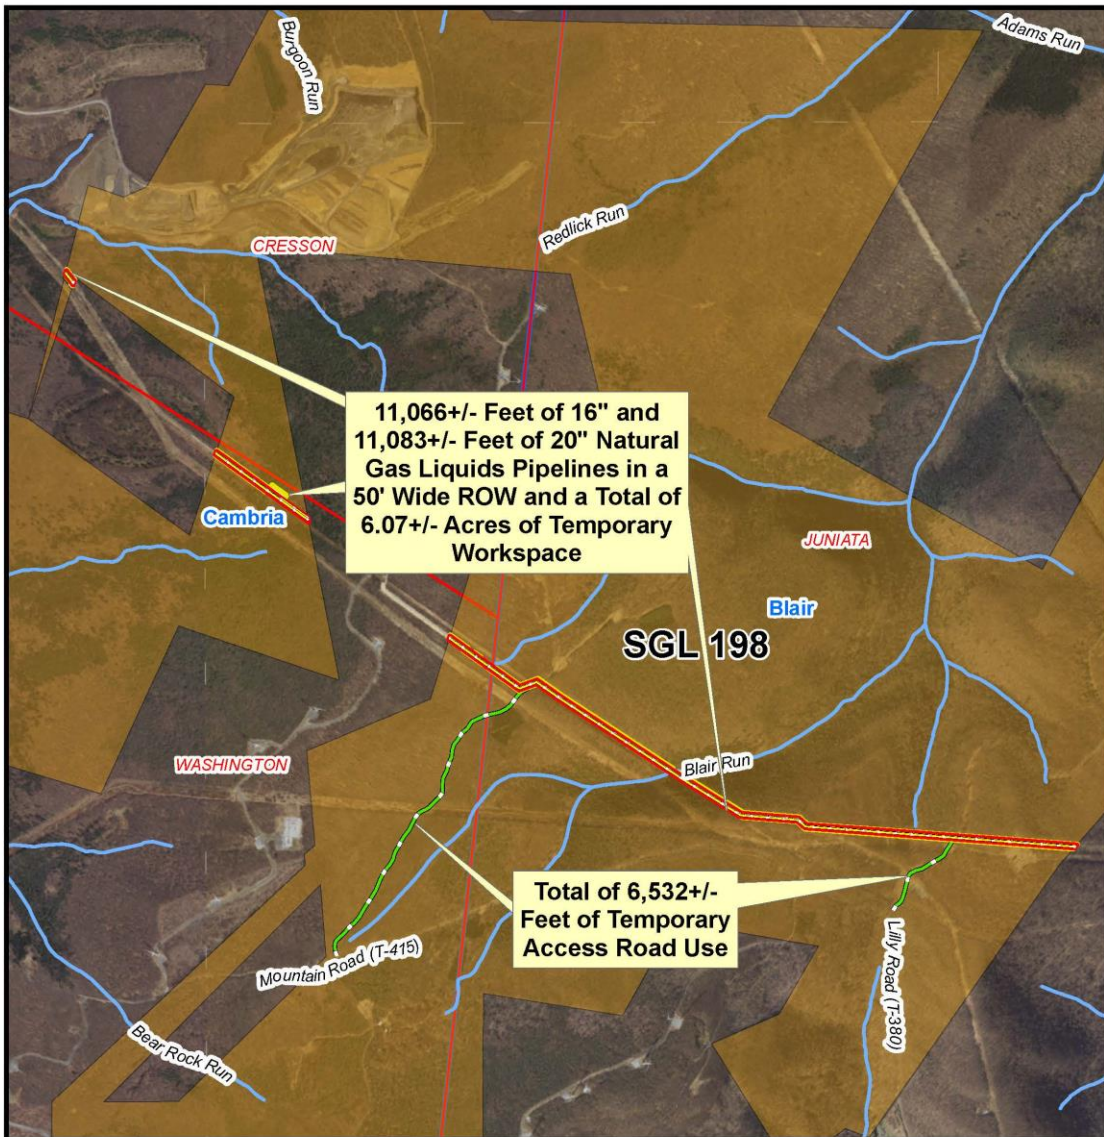 Adams Run
Burgoon Run
Redlick Run
CRESSON
11,066+/- Feet of 16" and
11,083+/- Feet of 20" Natural
Gas Liquids Pipelines in a
50' Wide ROW and a Total of
6.07+/- Acres of Temporary
Workspace
Cambria
JUNIATA
Blair
SGL 198
WASHINGTON
Blair Run
Total of 6,532+/-
Feet of Temporary
Access Road Use
Mountain Road (T-415)
Lilly Road (T-380)
Bear Rock Run